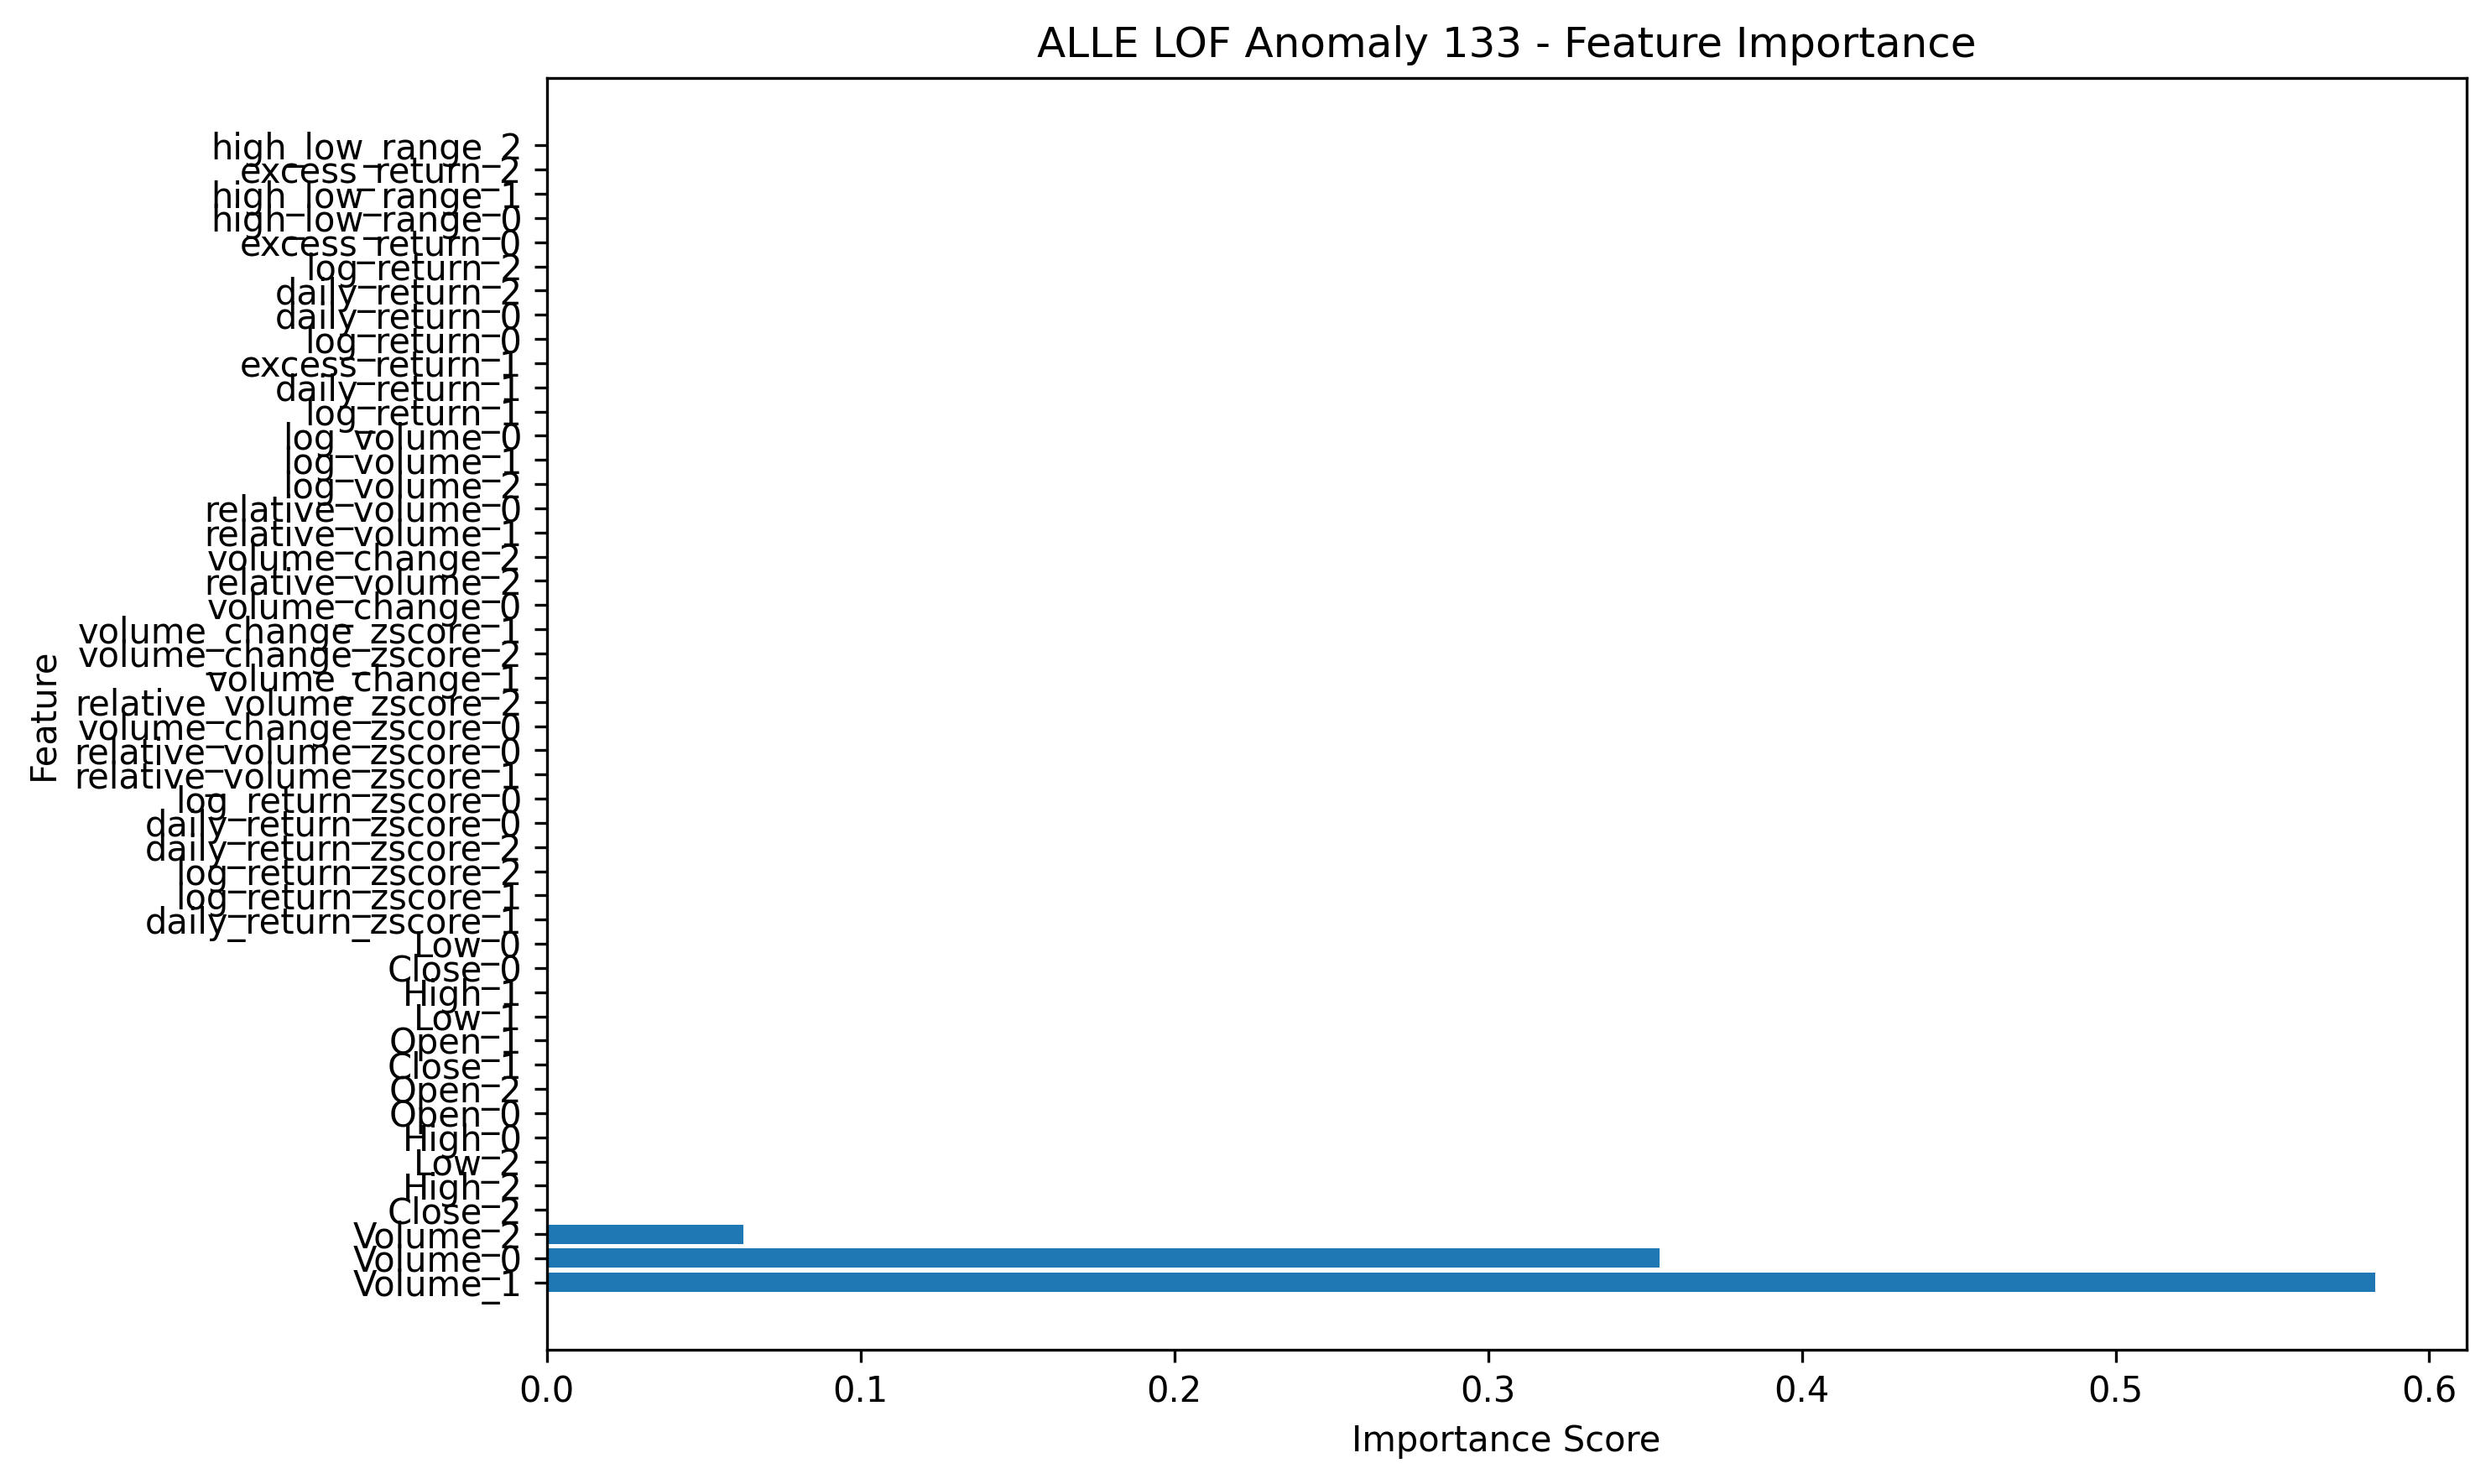 ALLE LOF Anomaly 133 - Feature Importance
high_low_range_2
excess_return_2
high_low_range_1
high_low_range_0
excess_return_0
log_return_2
daily_return_2
daily_return_0
log_return_0
excess_return_1
daily_return_1
log_return_1
log_volume_0
log_volume_1
log_volume_2
relative_volume_0
relative_volume_1
volume_change_2
relative_volume_2
volume_change_0
volume_change_zscore_1
volume_change_zscore_2
volume_change_1
relative_volume_zscore_2
volume_change_zscore_0
relative_volume_zscore_0
relative_volume_zscore_1
log_return_zscore_0
daily_return_zscore_0
daily_return_zscore_2
log_return_zscore_2
log_return_zscore_1
daily_return_zscore_1
Low_0
Close_0
High_1
Low_1
Open_1
Close_1
Open_2
Open_0
High_0
Low_2
High_2
Close_2
Volume_2
Volume_0
Volume_1
Feature
0.0 0.1 0.2 0.3 0.4 0.5 0.6
Importance Score